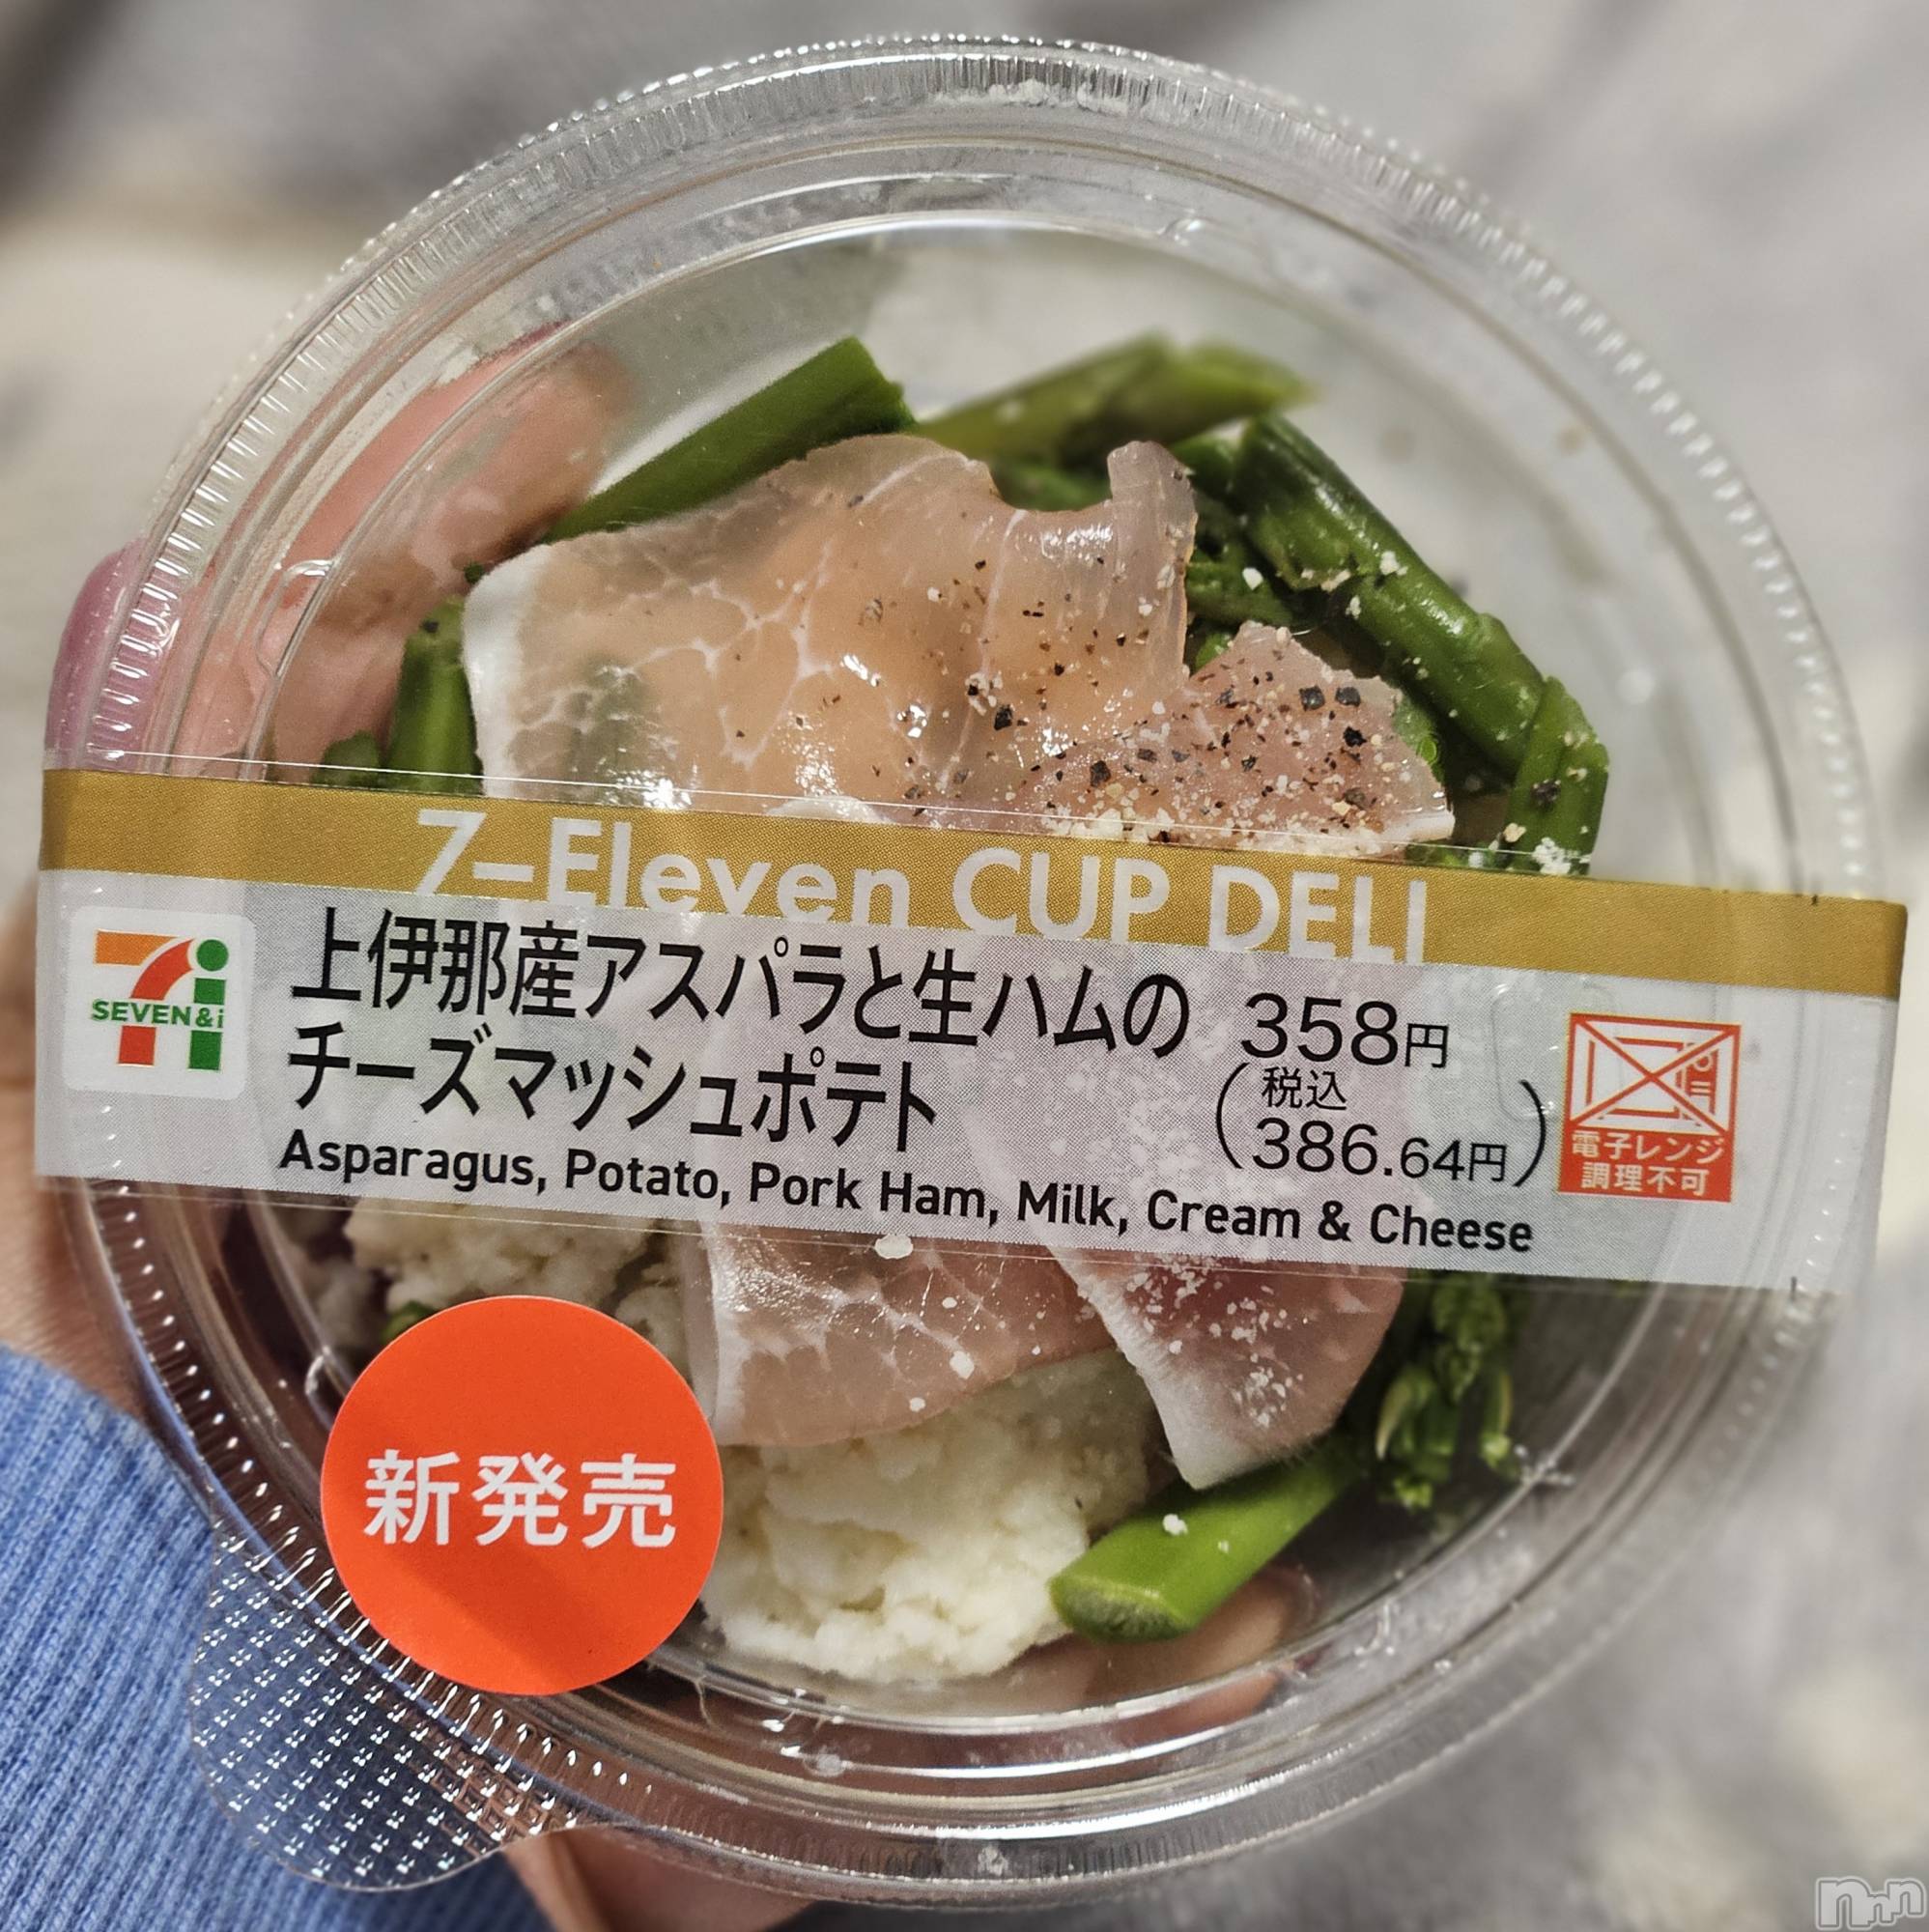 7-Eleven CUP DELI
SEVEN&i
上伊那産アスパラと生ハムの
チーズマッシュポテト
358円
(税込
386.64円)
電子レンジ
調理不可
Asparagus, Potato, Pork Ham, Milk, Cream & Cheese
新発売